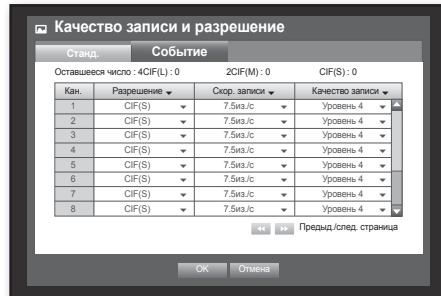 Качество записи и разрешение
Станд. Событие
Оставшееся число : 4CIF(L) : 0 2CIF(M) : 0 CIF(S) : 0
Кан. Разрешение Скор. записи Качество записи
1 CIF(S) 7.5из./с Уровень 4
2 CIF(S) 7.5из./с Уровень 4
3 CIF(S) 7.5из./с Уровень 4
4 CIF(S) 7.5из./с Уровень 4
5 CIF(S) 7.5из./с Уровень 4
6 CIF(S) 7.5из./с Уровень 4
7 CIF(S) 7.5из./с Уровень 4
8 CIF(S) 7.5из./с Уровень 4
Предыд./след. страница
OK Отмена